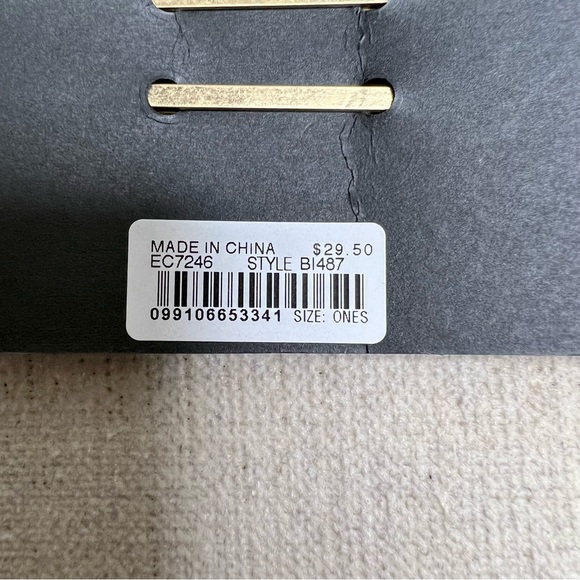 MADE IN CHINA $29.50
EC7246 STYLE BI487
099106653341 SIZE: ONES